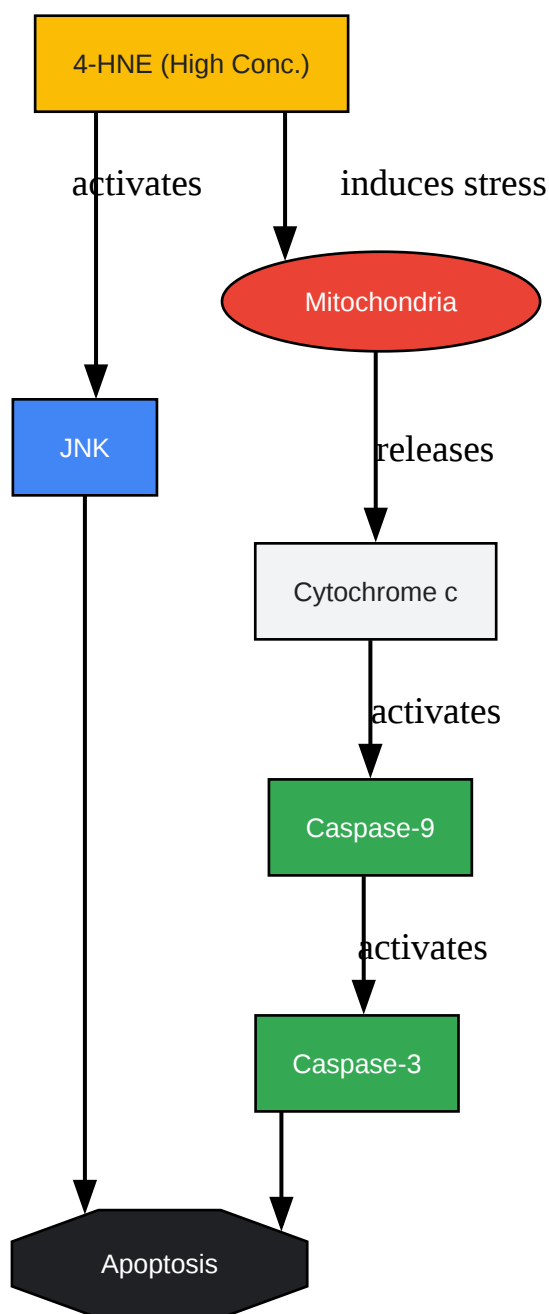 4-HNE (High Conc.)
activates
induces stress
Mitochondria
JNK
releases
Cytochrome c
activates
Caspase-9
activates
Caspase-3
Apoptosis